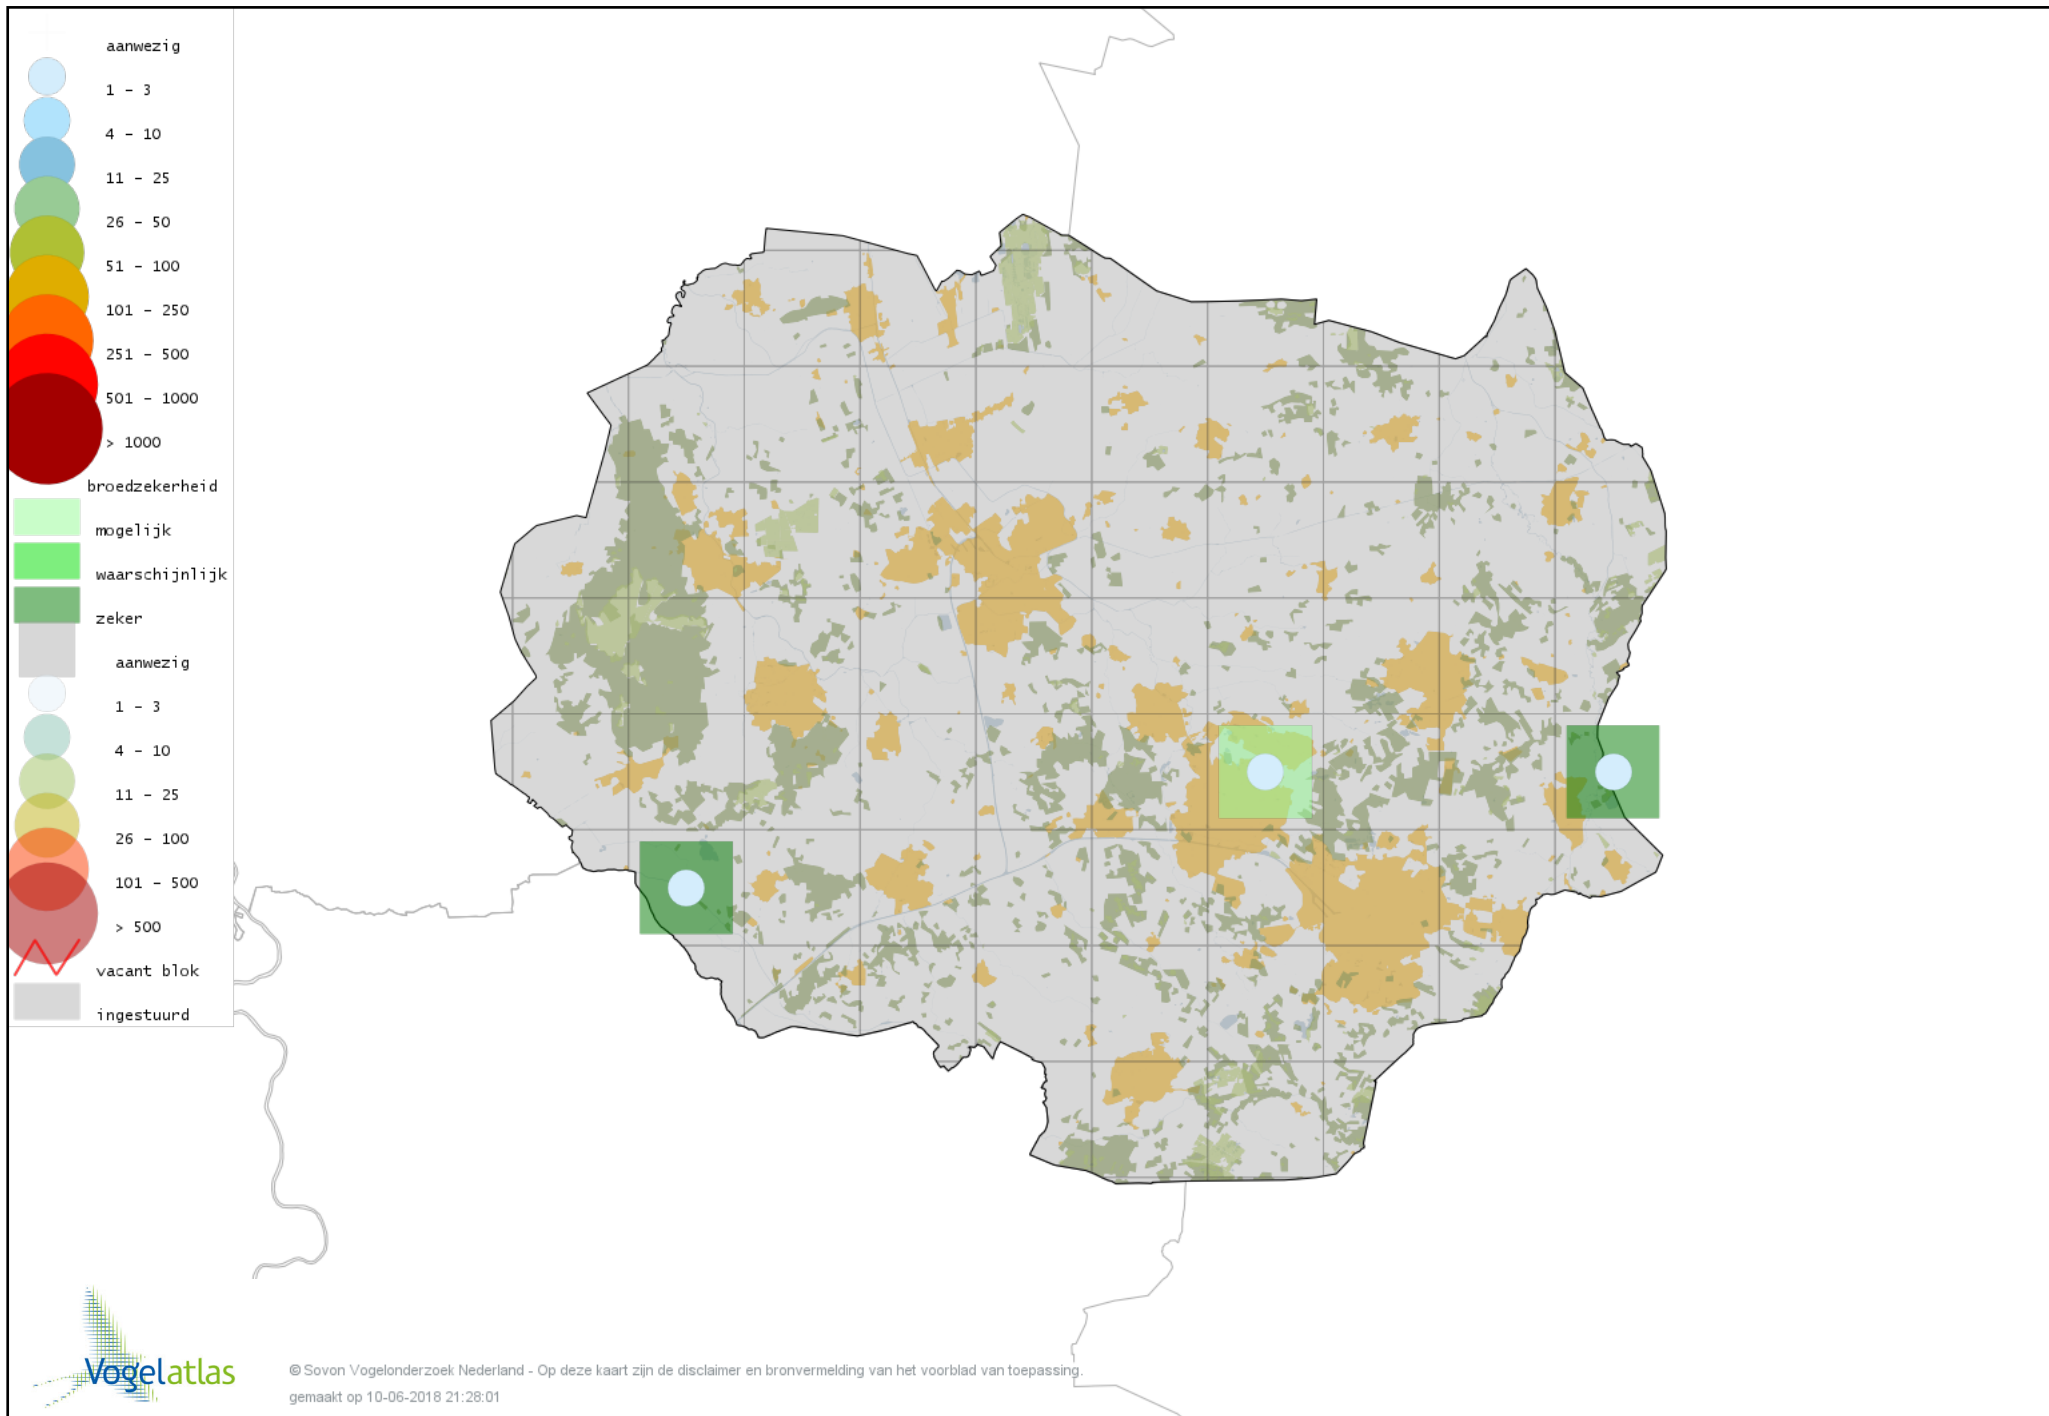 aanwezig
1 - 3
4 - 10
11 - 25
26 - 50
51 - 100
101 - 250
251 - 500
501 - 1000
> 1000
broedzekerheid
mogelijk
waarschijnlijk
zeker
aanwezig
1 - 3
4 - 10
11 - 25
26 - 100
101 - 500
> 500
vacant blok
ingestuurd
Vogelatlas
© Sovon Vogelonderzoek Nederland - Op deze kaart zijn de disclaimer en bronvermelding van het voorblad van toepassing.
gemaakt op 10-06-2018 21:28:01